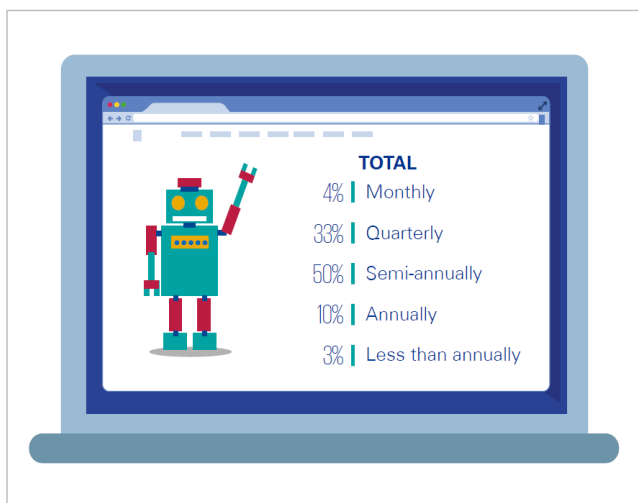 TOTAL
4% Monthly
33% Quarterly
50% Semi-annually
10% Annually
3% Less than annually